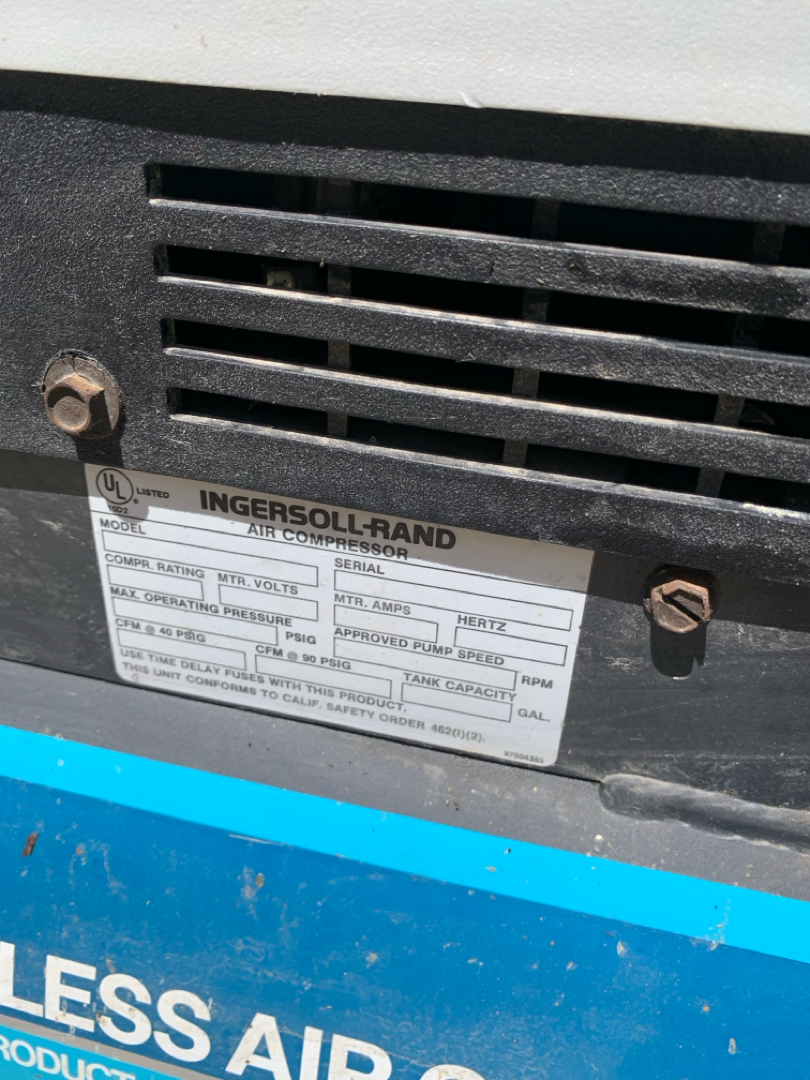 UL® LISTED
INGERSOLL-RAND
AIR COMPRESSOR
MODEL
SERIAL
COMPR. RATING MTR. VOLTS MTR. AMPS HERTZ
MAX. OPERATING PRESSURE PSIG APPROVED PUMP SPEED RPM
CFM @ 40 PSIG CFM @ 90 PSIG TANK CAPACITY GAL.
USE TIME DELAY FUSES WITH THIS PRODUCT.
THIS UNIT CONFORMS TO CALIF. SAFETY ORDER 462(I)(2).
97504385
LESS AIR
RODUCT